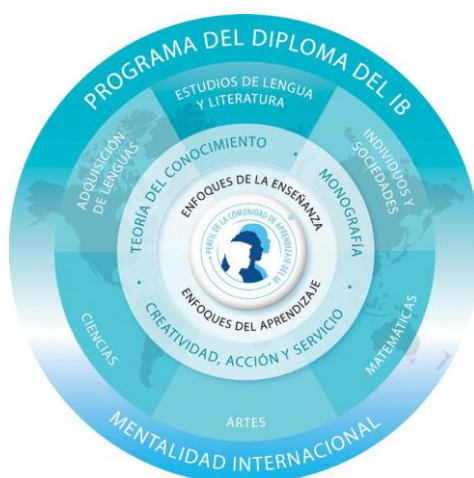 PROGRAMA DEL DIPLOMA DEL IB
ESTUDIOS DE LENGUA
Y LITERATURA
ADQUISICIÓN
DE LENGUAS
INDIVIDUOS Y
SOCIEDADES
TEORÍA DEL CONOCIMIENTO
MONOGRAFÍA
ENFOQUES DE LA ENSEÑANZA
PERFIL DE LA COMUNIDAD DE APRENDIZAJE DEL IB
ENFOQUES DEL APRENDIZAJE
CREATIVIDAD, ACCIÓN Y SERVICIO
CIENCIAS
MATEMÁTICAS
ARTES
MENTALIDAD INTERNACIONAL